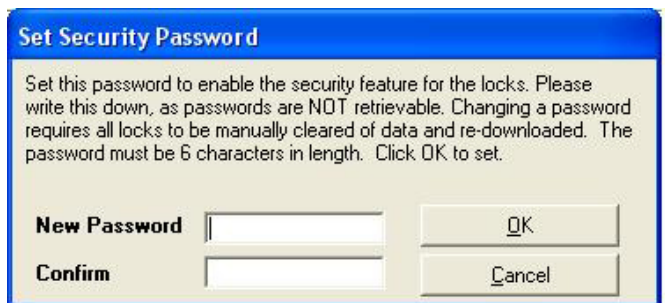 Set Security Password
Set this password to enable the security feature for the locks. Please
write this down, as passwords are NOT retrievable. Changing a password
requires all locks to be manually cleared of data and re-downloaded. The
password must be 6 characters in length. Click OK to set.
New Password
OK
Confirm
Cancel